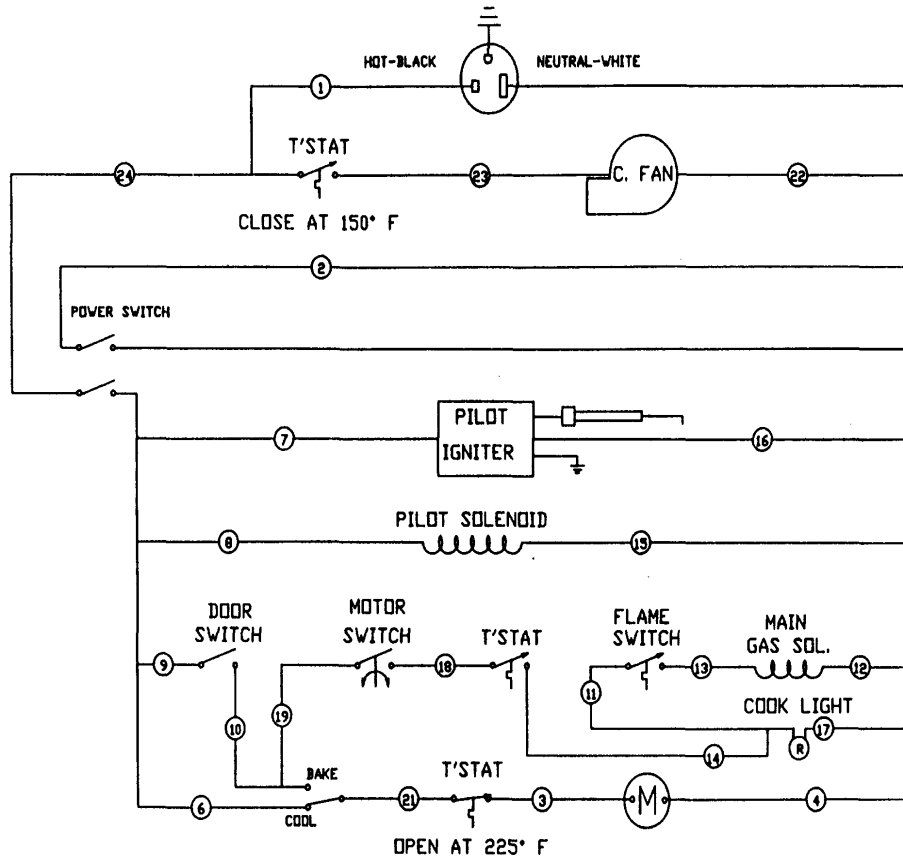 HOT-BLACK
NEUTRAL-WHITE
1
T'STAT
24
23
C. FAN
22
CLOSE AT 150° F
2
POWER SWITCH
PILOT
IGNITER
7
16
PILOT SOLENOID
8
15
DOOR
SWITCH
MOTOR
SWITCH
T'STAT
FLAME
SWITCH
MAIN
GAS SOL.
9
18
13
12
11
COOK LIGHT
10
19
17
R
14
BAKE
T'STAT
6
COOL
21
3
M
4
OPEN AT 225° F